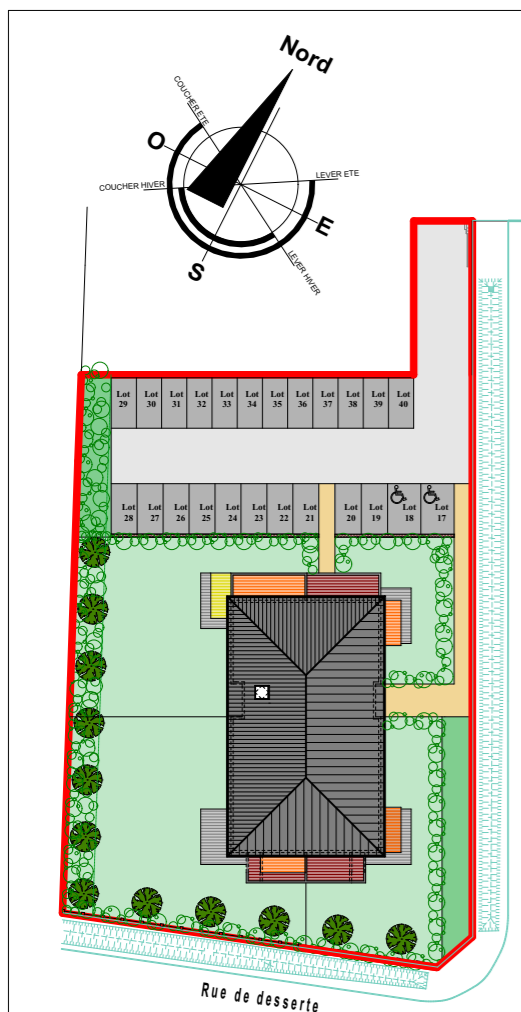 Nord
COUCHER ETE
O
LEVER ETE
COUCHER HIVER
E
LEVER HIVER
S
Lot 29
Lot 30
Lot 31
Lot 32
Lot 33
Lot 34
Lot 35
Lot 36
Lot 37
Lot 38
Lot 39
Lot 40
Lot 28
Lot 27
Lot 26
Lot 25
Lot 24
Lot 23
Lot 22
Lot 21
Lot 20
Lot 19
Lot 18
Lot 17
Rue de desserte